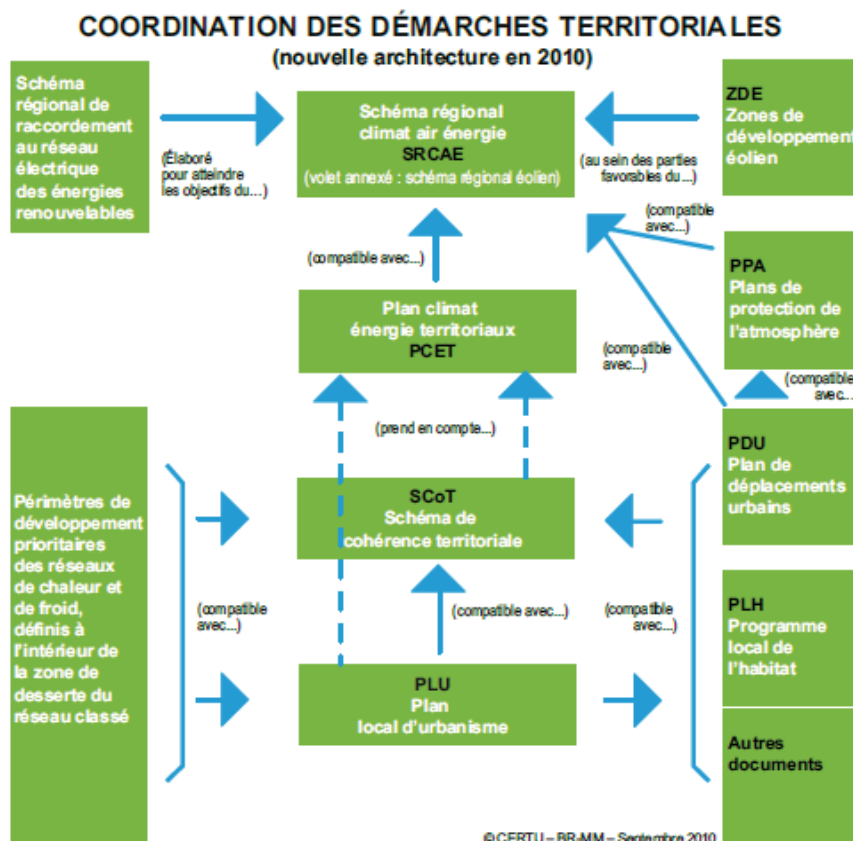 COORDINATION DES DÉMARCHES TERRITORIALES
(nouvelle architecture en 2010)
Schéma
régional de
raccordement
au réseau
électrique
des énergies
renouvelables
(Élaboré
pour atteindre
les objectifs du...)
Schéma régional
climat air énergie
SRCAE
(volet annexé : schéma régional éolien)
(au sein des parties
favorables du...)
ZDE
Zones de
développement
éolien
(compatible avec...)
(compatible
avec...)
PPA
Plans de
protection de
l'atmosphère
Plan climat
énergie territoriaux
PCET
(compatible
avec...)
(compatible
avec...)
(prend en compte...)
Périmètres de
développement
prioritaires
des réseaux
de chaleur et
de froid,
définis à
l'intérieur de
la zone de
desserte du
réseau classé
(compatible
avec...)
SCoT
Schéma de
cohérence territoriale
(compatible avec...)
PLU
Plan
local d'urbanisme
(compatible
avec...)
PDU
Plan de
déplacements
urbains
PLH
Programme
local de
l'habitat
Autres
documents
© CERTU – BR-MM – Septembre 2010